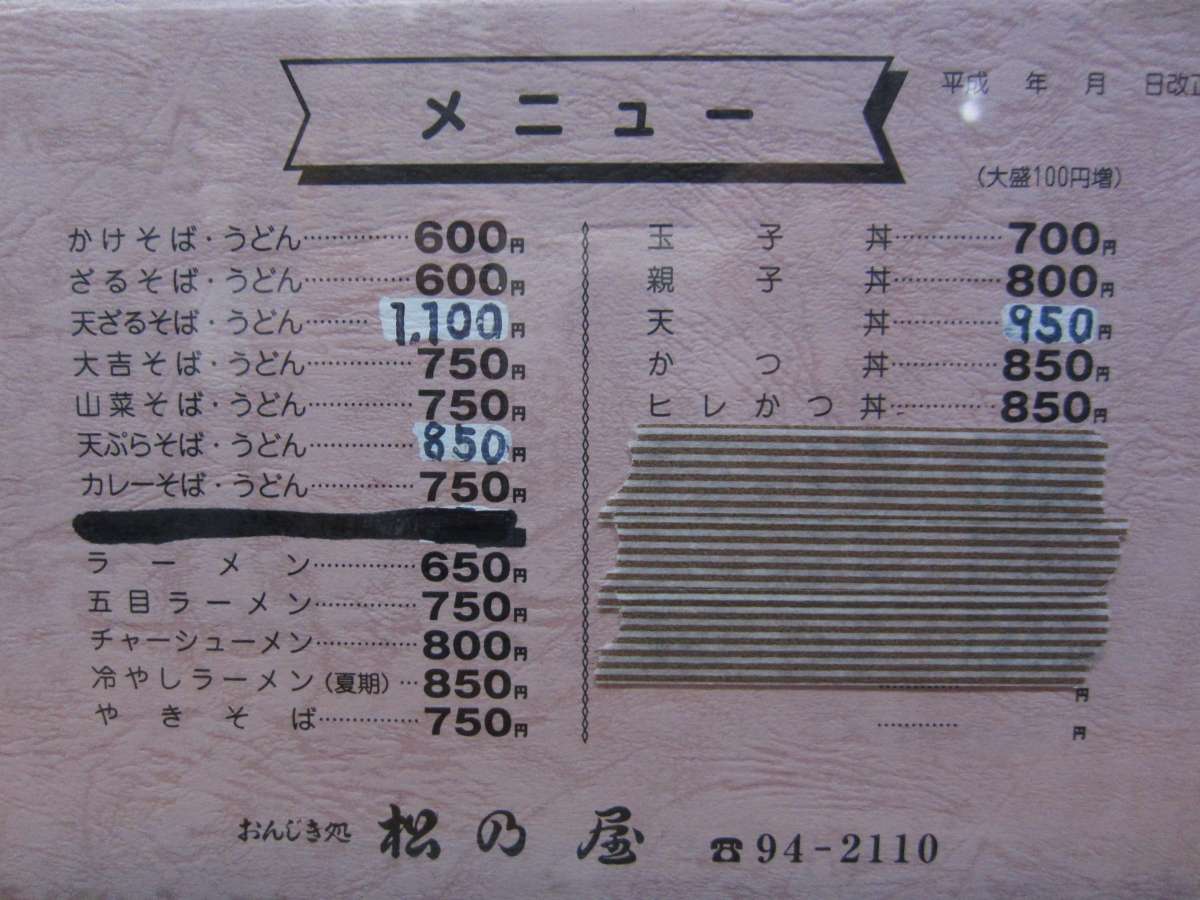 メニュー
平成 年 月 日改正
(大盛100円増)
かけそば・うどん…………600円
ざるそば・うどん…………600円
天ざるそば・うどん………1,100円
大吉そば・うどん…………750円
山菜そば・うどん…………750円
天ぷらそば・うどん…………850円
カレーそば・うどん…………750円
ラーメン…………650円
五目ラーメン…………750円
チャーシューメン…………800円
冷やしラーメン(夏期)…850円
やきそば…………750円
玉子丼…………700円
親子丼…………800円
天丼…………950円
かつ丼…………850円
ヒレかつ丼…………850円
…………円
…………円
おんじき処 松乃屋 ☎94-2110